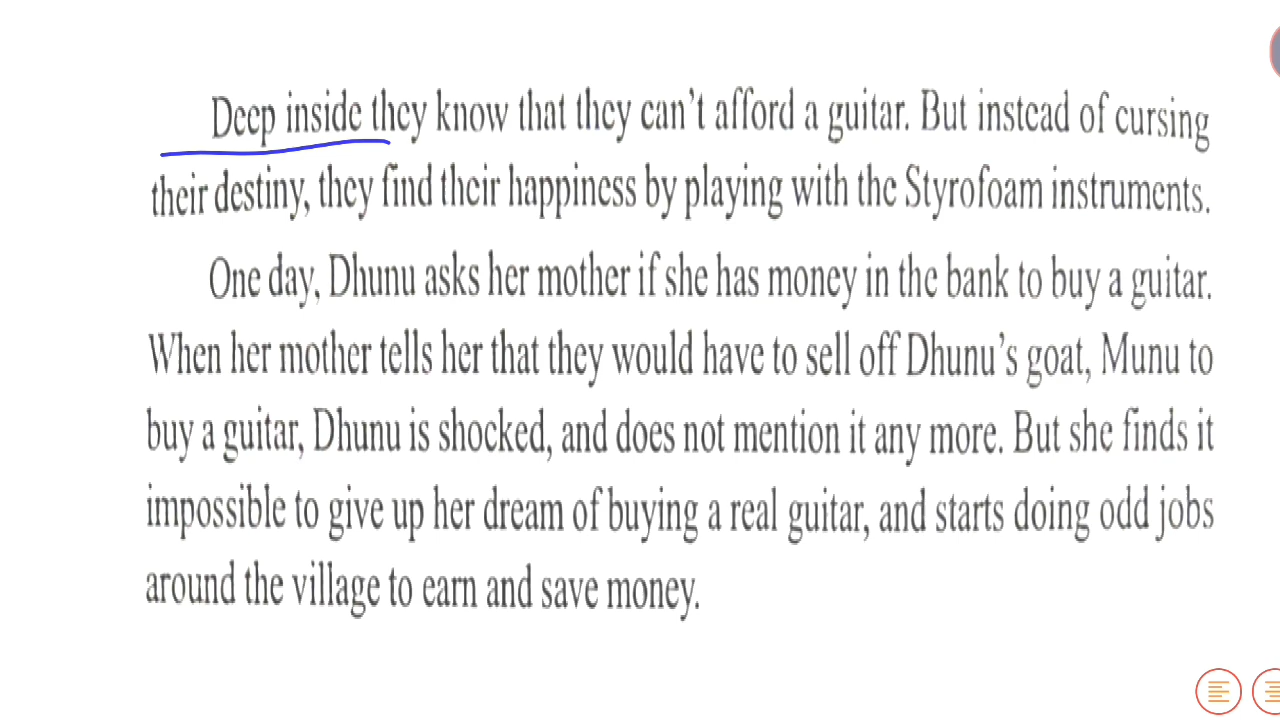 Deep inside they know that they can't afford a guitar. But instead of cursing
their destiny, they find their happiness by playing with the Styrofoam instruments.
One day, Dhunu asks her mother if she has money in the bank to buy a guitar.
When her mother tells her that they would have to sell off Dhunu's goat, Munu to
buy a guitar, Dhunu is shocked, and does not mention it any more. But she finds it
impossible to give up her dream of buying a real guitar, and starts doing odd jobs
around the village to earn and save money.